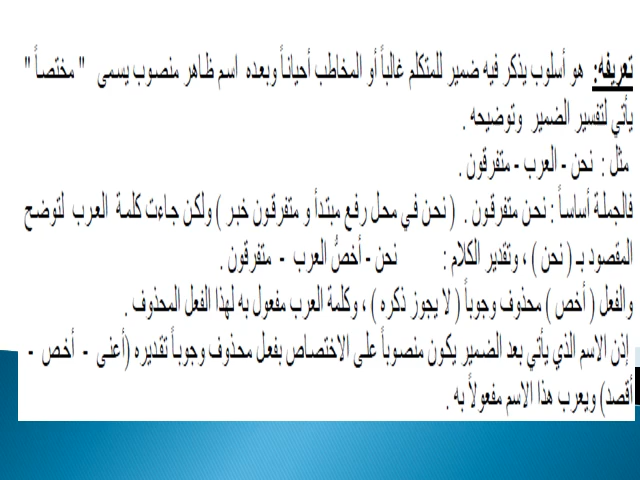 تعريفه: هو أسلوب يذكر فيه ضمير للمتكلم غالباً أو المخاطب أحياناً وبعده اسم ظاهر منصوب يسمى " مختصاً "
يأتي لتفسير الضمير وتوضيحه .
مثل : نحن - العرب - متفرقون .
فالجملة أساساً : نحن متفرقون . ( نحن في محل رفع مبتدأ و متفرقون خبر ) ولكن جاءت كلمة العرب لتوضح
المقصود بـ ( نحن ) ، وتقدير الكلام : نحن - أخصُّ العرب - متفرقون .
والفعل ( أخص ) محذوف وجوباً ( لا يجوز ذكره ) ، وكلمة العرب مفعول به لهذا الفعل المحذوف .
إذن الاسم الذي يأتي بعد الضمير يكون منصوباً على الاختصاص بفعل محذوف وجوباً تقديره (أعنى - أخص -
أقصد) ويعرب هذا الاسم مفعولاً به .